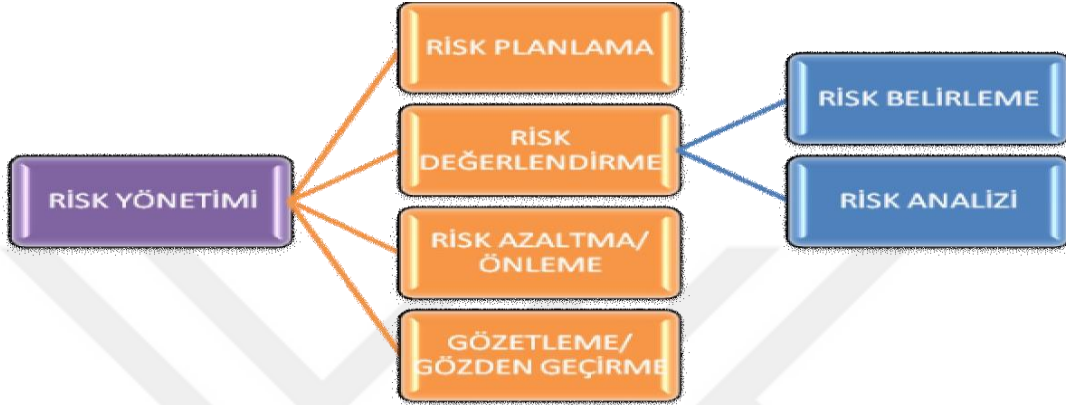 RİSK YÖNETİMİ
RİSK PLANLAMA
RİSK
DEĞERLENDİRME
RİSK AZALTMA/
ÖNLEME
GÖZETLEME/
GÖZDEN GEÇİRME
RİSK BELİRLEME
RİSK ANALİZİ